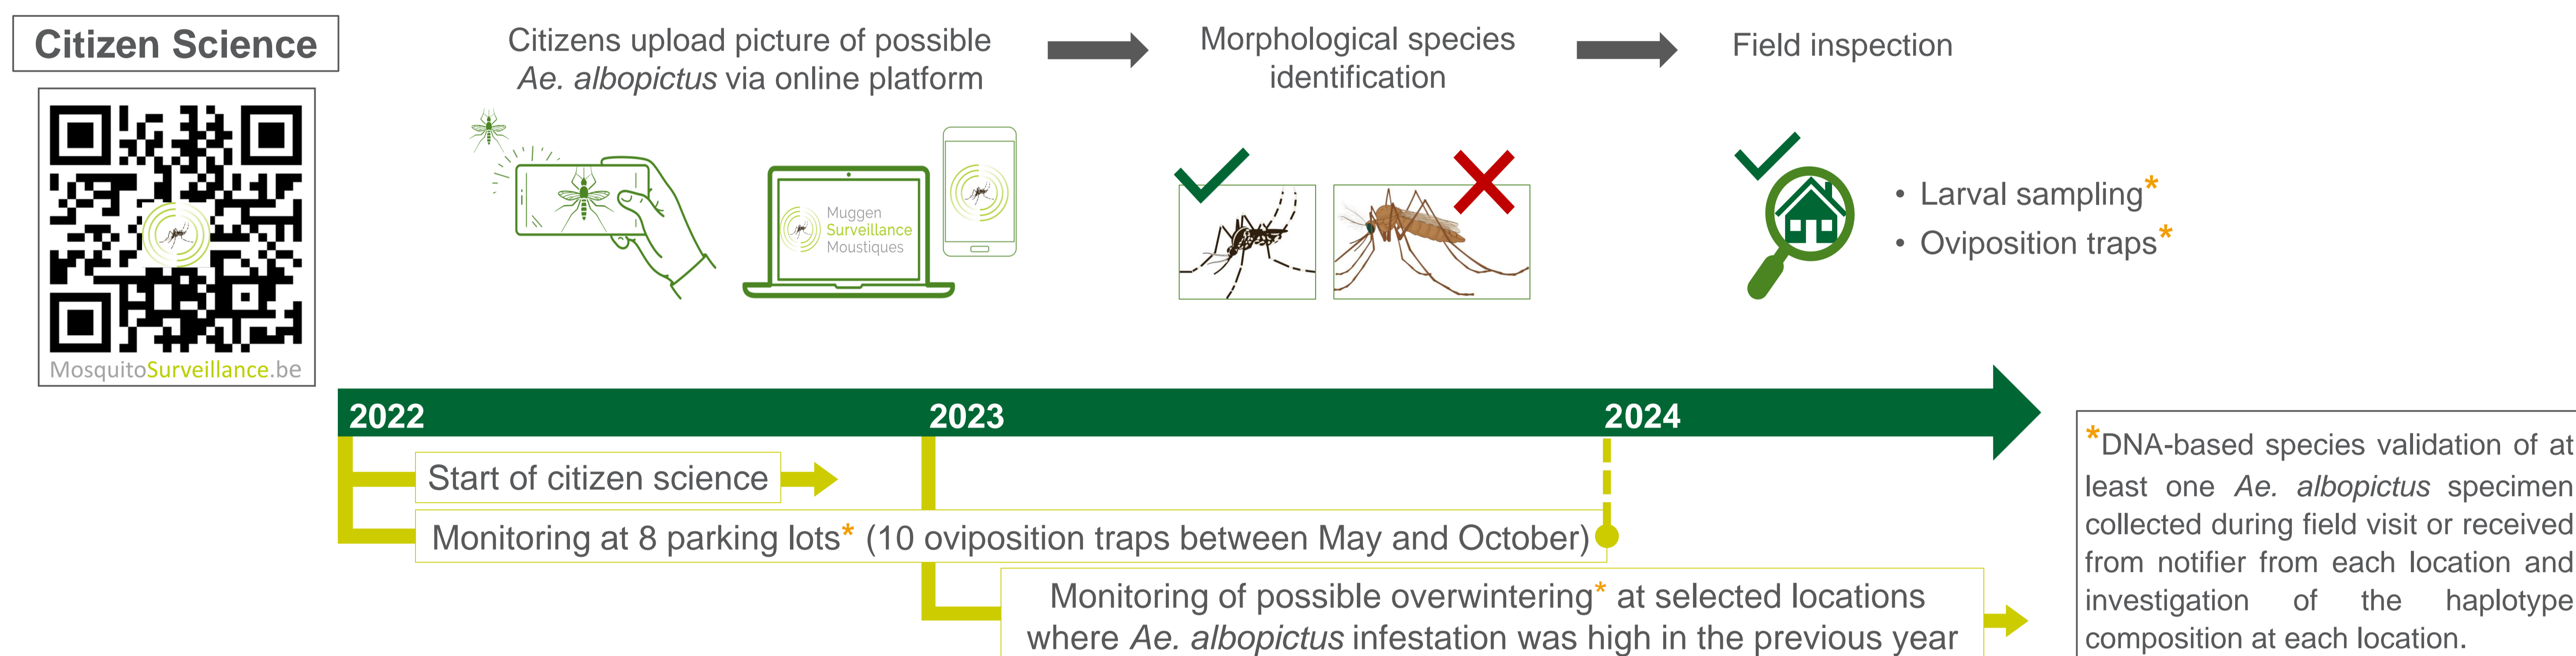 Citizen Science
MosquitoSurveillance.be
Citizens upload picture of possible
Ae. albopictus via online platform
Muggen
Surveillance
Moustiques
Morphological species
identification
Field inspection
• Larval sampling*
• Oviposition traps*
2022
2023
2024
Start of citizen science
Monitoring at 8 parking lots* (10 oviposition traps between May and October)
Monitoring of possible overwintering* at selected locations
where Ae. albopictus infestation was high in the previous year
*DNA-based species validation of at
least one Ae. albopictus specimen
collected during field visit or received
from notifier from each location and
investigation of the haplotype
composition at each location.